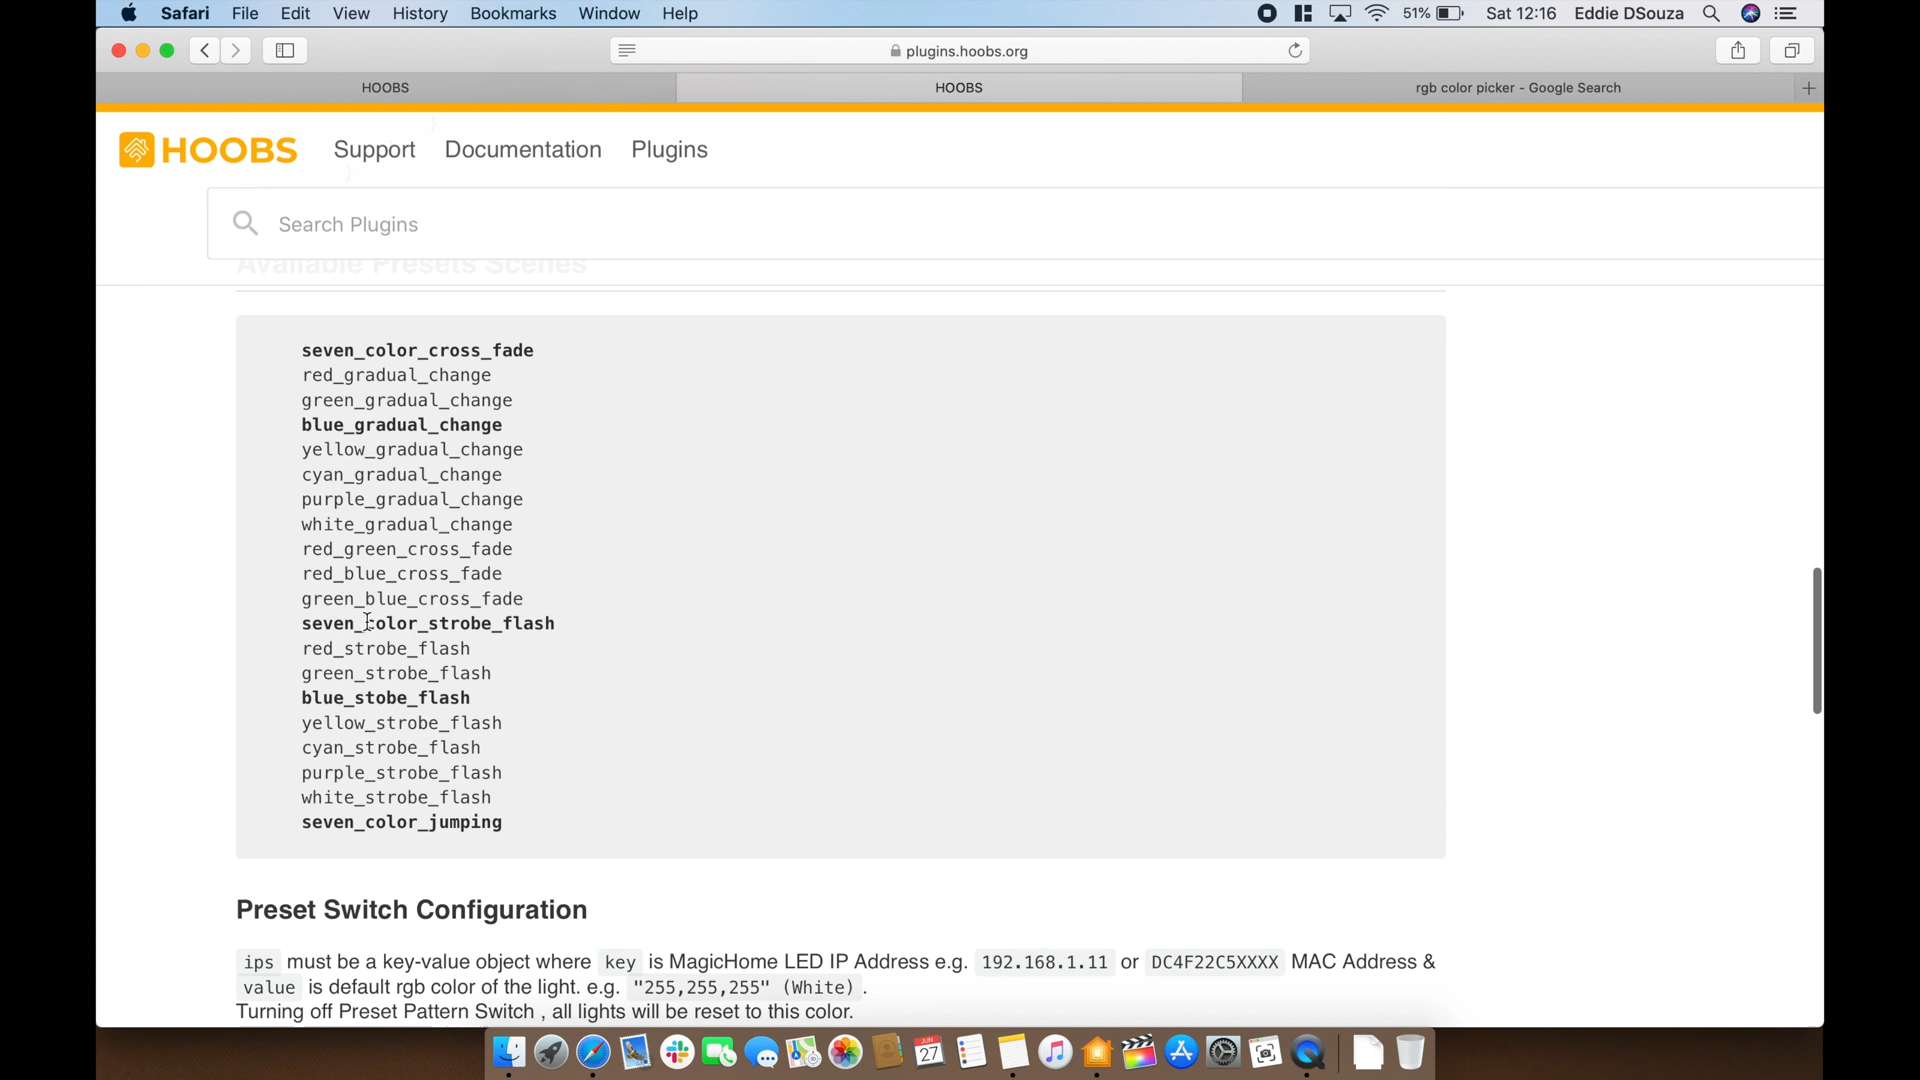 Safari File Edit View History Bookmarks Window Help 51% Sat 12:16 Eddie DSouza
plugins.hoobs.org
HOOBS HOOBS rgb color picker - Google Search
HOOBS Support Documentation Plugins
Search Plugins
Available Presets Scenes
seven_color_cross_fade
red_gradual_change
green_gradual_change
blue_gradual_change
yellow_gradual_change
cyan_gradual_change
purple_gradual_change
white_gradual_change
red_green_cross_fade
red_blue_cross_fade
green_blue_cross_fade
seven_color_strobe_flash
red_strobe_flash
green_strobe_flash
blue_stobe_flash
yellow_strobe_flash
cyan_strobe_flash
purple_strobe_flash
white_strobe_flash
seven_color_jumping
Preset Switch Configuration
ips must be a key-value object where key is MagicHome LED IP Address e.g. 192.168.1.11 or DC4F22C5XXXX MAC Address &
value is default rgb color of the light. e.g. "255,255,255" (White) .
Turning off Preset Pattern Switch , all lights will be reset to this color.
JUN
27